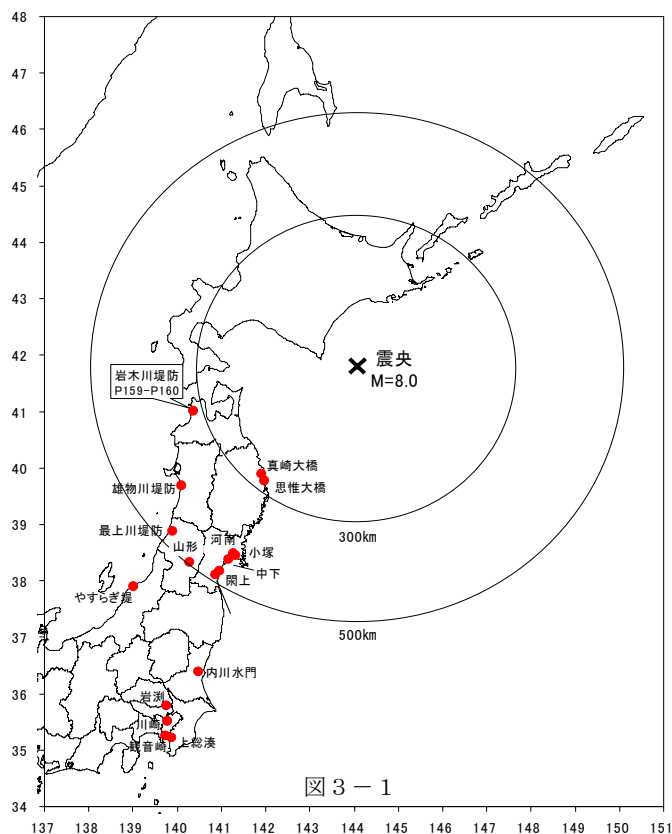 48
47
46
45
44
43
42
41
40
39
38
37
36
35
34
震央
M=8.0
岩木川堤防
P159-P160
真崎大橋
思惟大橋
雄物川堤防
最上川堤防
河南
小塚
山形
中下
閖上
やすらぎ堤
300km
500km
内川水門
岩渕
川崎
観音崎
上総湊
図3-1
137 138 139 140 141 142 143 144 145 146 147 148 149 150 151